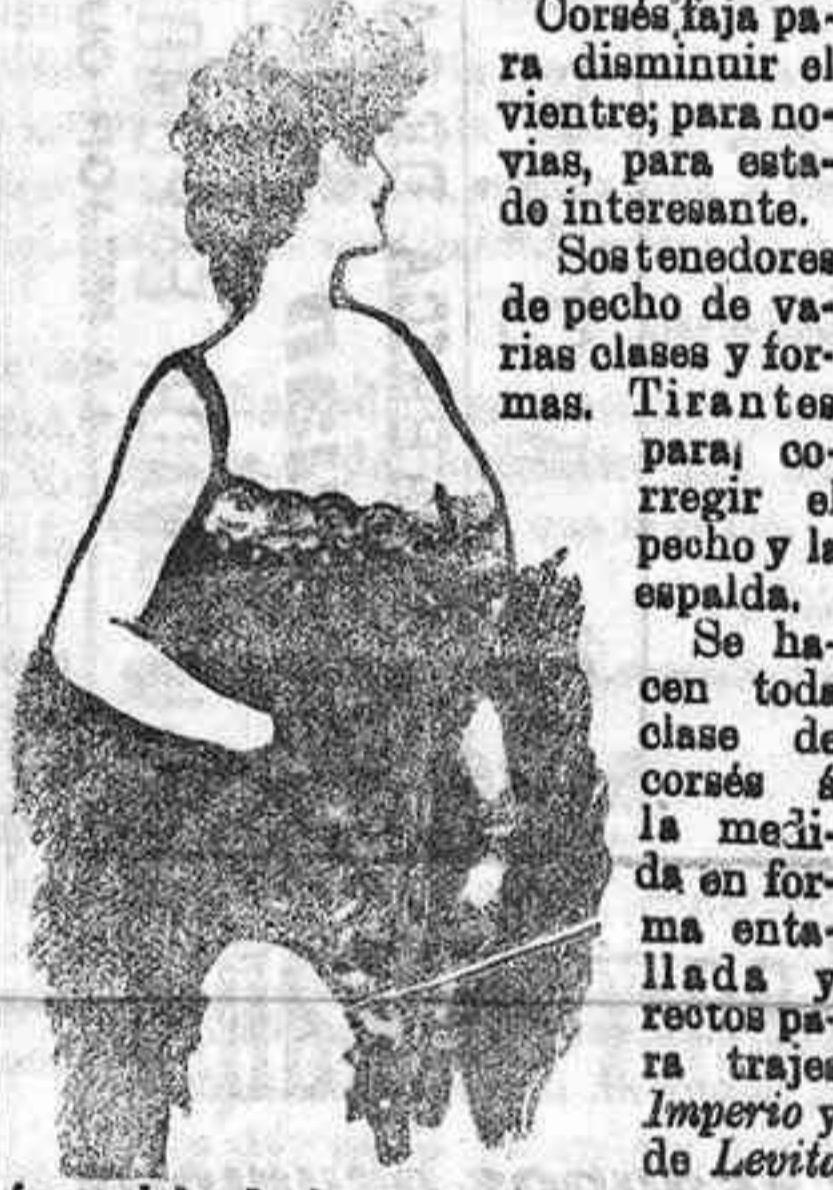 Corsés faja pa-
ra disminuir el
vientre; para no-
vias, para esta-
do interesante.
Sostenedores
de pecho de va-
rias clases y for-
mas. Tirantes
para co-
rregir el
pecho y la
espalda.
Se ha-
cen toda
clase de
corsés á
la medi-
da en for-
ma enta-
llada y
rectos pa-
ra trajes
Imperio y
de Levita